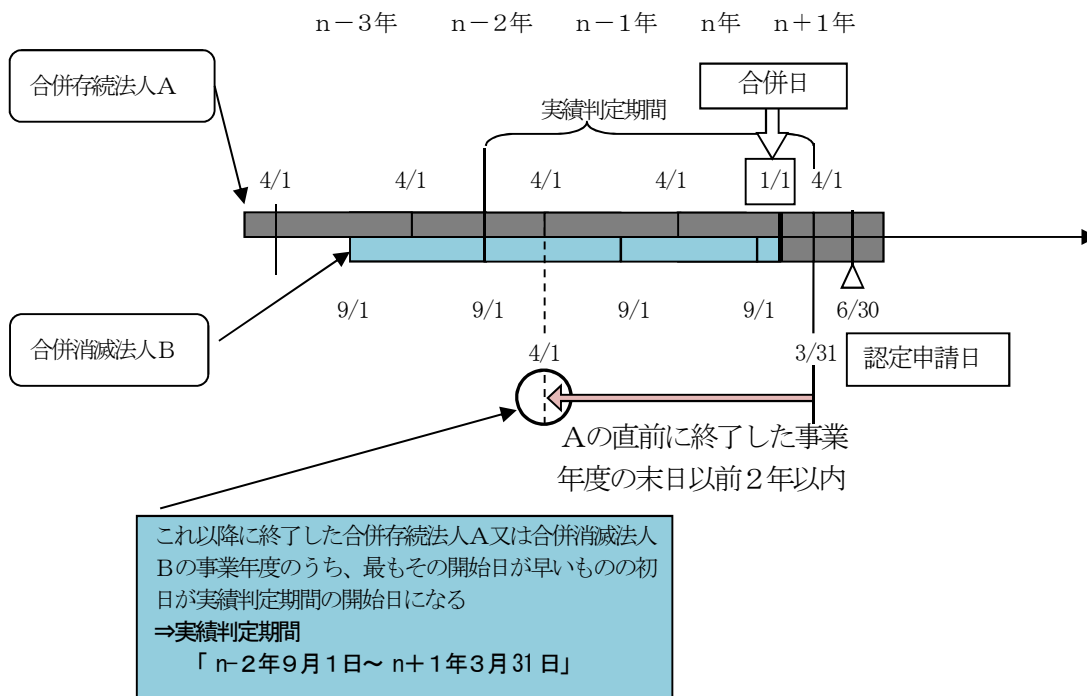 n－3年　n－2年　n－1年　n年　n＋1年
合併存続法人A
合併日
実績判定期間
4/1　4/1　4/1　4/1　1/1　4/1
9/1　9/1　9/1　9/1　6/30
合併消滅法人B
4/1　3/31　認定申請日
Aの直前に終了した事業
年度の末日以前2年以内
これ以降に終了した合併存続法人A又は合併消滅法人
Bの事業年度のうち、最もその開始日が早いものの初
日が実績判定期間の開始日になる
⇒実績判定期間
「 n-2年9月1日～ n＋1年3月31日」